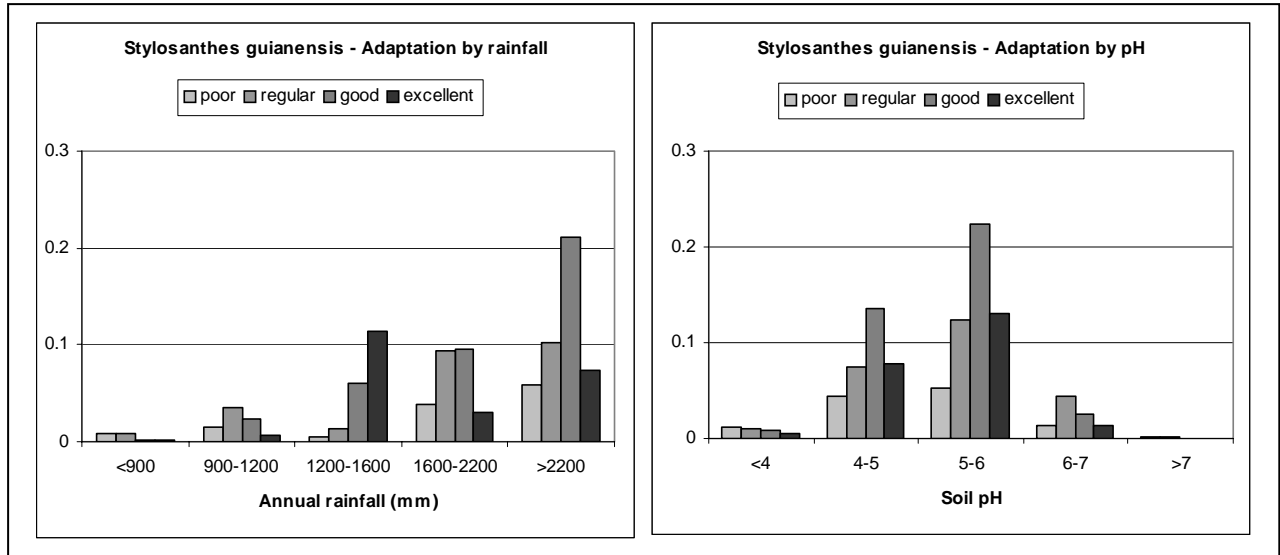 Stylosanthes guianensis - Adaptation by rainfall
poor regular good excellent
0.3
0.2
0.1
0
<900 900-1200 1200-1600 1600-2200 >2200
Annual rainfall (mm)
Stylosanthes guianensis - Adaptation by pH
poor regular good excellent
0.3
0.2
0.1
0
<4 4-5 5-6 6-7 >7
Soil pH